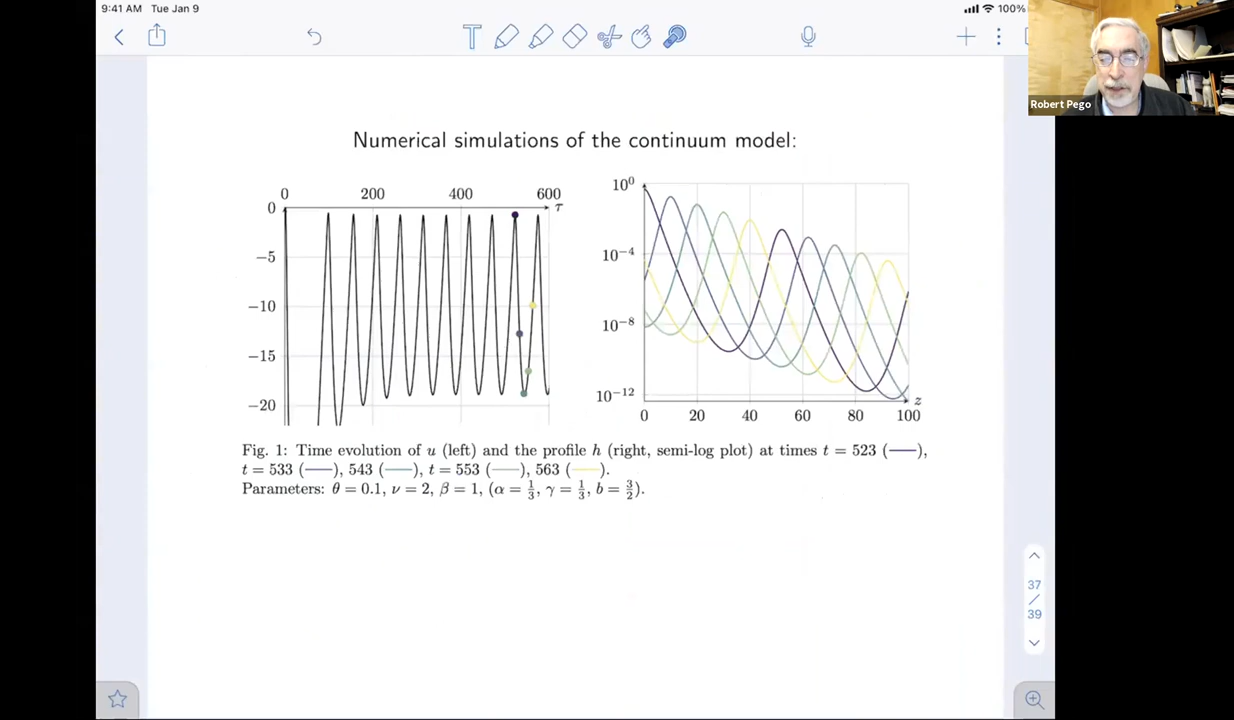 9:41 AM Tue Jan 9
100%
Robert Pego
Numerical simulations of the continuum model:
0 200 400 600
τ
0
−5
−10
−15
−20
10^0
10^−4
10^−8
10^−12
z
0 20 40 60 80 100
Fig. 1: Time evolution of u (left) and the profile h (right, semi-log plot) at times t = 523 (—),
t = 533 (—), 543 (—), t = 553 (—), 563 (—).
Parameters: θ = 0.1, ν = 2, β = 1, (α = 1/3, γ = 1/3, b = 3/2).
37
/
39